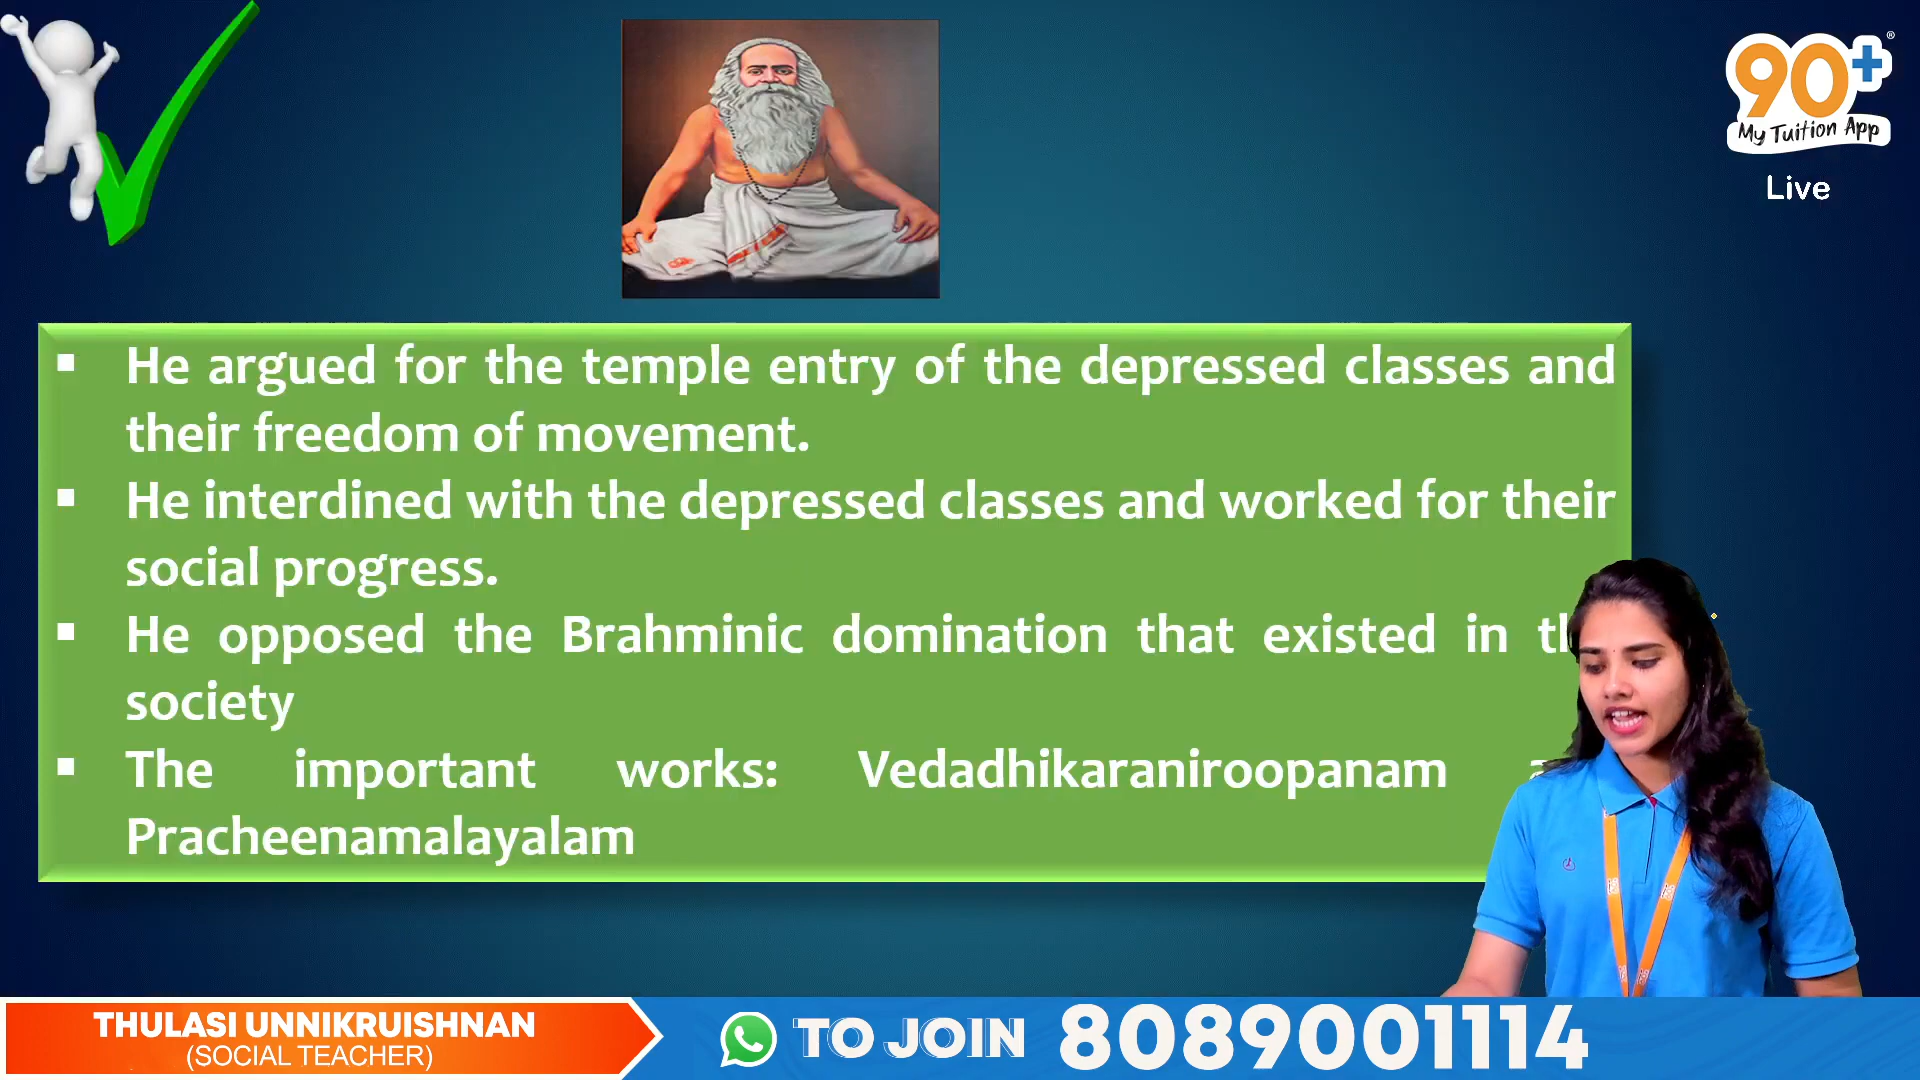 90+
®
My Tuition App
Live
▪ He argued for the temple entry of the depressed classes and
their freedom of movement.
▪ He interdined with the depressed classes and worked for their
social progress.
▪ He opposed the Brahminic domination that existed in
society
▪ The important works: Vedadhikaraniroopanam
Pracheenamalayalam
THULASI UNNIKRUISHNAN
(SOCIAL TEACHER)
TO JOIN 8089001114